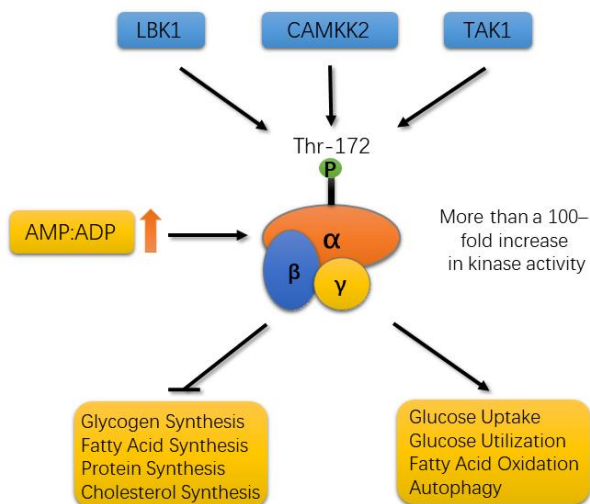 LBK1
CAMKK2
TAK1
Thr-172
P
AMP:ADP
α
β
γ
More than a 100–
fold increase
in kinase activity
Glycogen Synthesis
Fatty Acid Synthesis
Protein Synthesis
Cholesterol Synthesis
Glucose Uptake
Glucose Utilization
Fatty Acid Oxidation
Autophagy